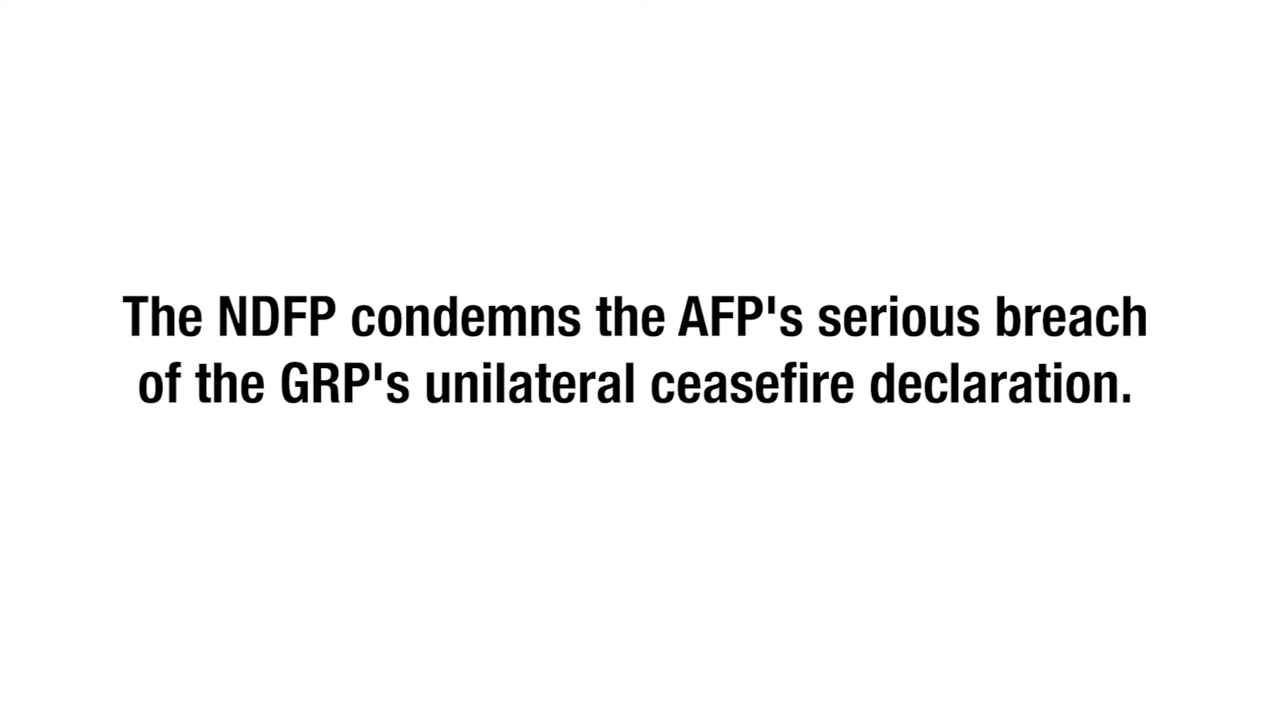 The NDFP condemns the AFP's serious breach
of the GRP's unilateral ceasefire declaration.